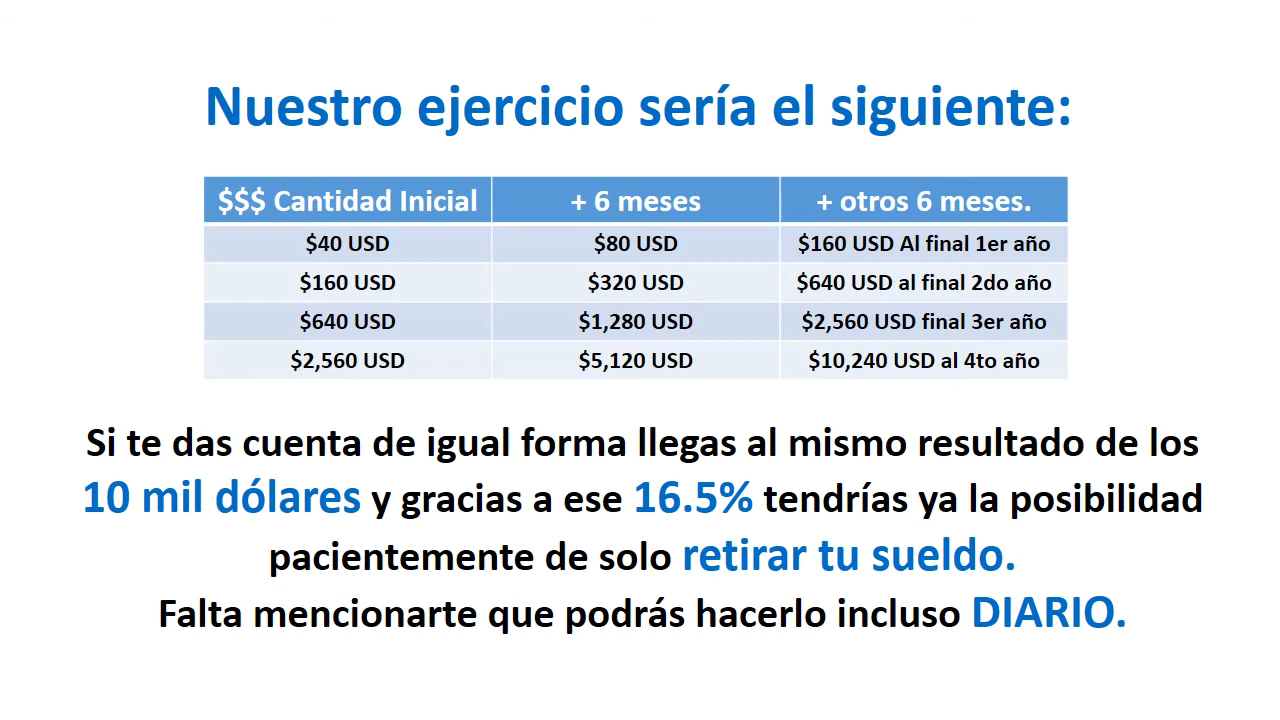 Nuestro ejercicio sería el siguiente:
$$$ Cantidad Inicial + 6 meses + otros 6 meses.
$40 USD $80 USD $160 USD Al final 1er año
$160 USD $320 USD $640 USD al final 2do año
$640 USD $1,280 USD $2,560 USD final 3er año
$2,560 USD $5,120 USD $10,240 USD al 4to año
Si te das cuenta de igual forma llegas al mismo resultado de los
10 mil dólares y gracias a ese 16.5% tendrías ya la posibilidad
pacientemente de solo retirar tu sueldo.
Falta mencionarte que podrás hacerlo incluso DIARIO.